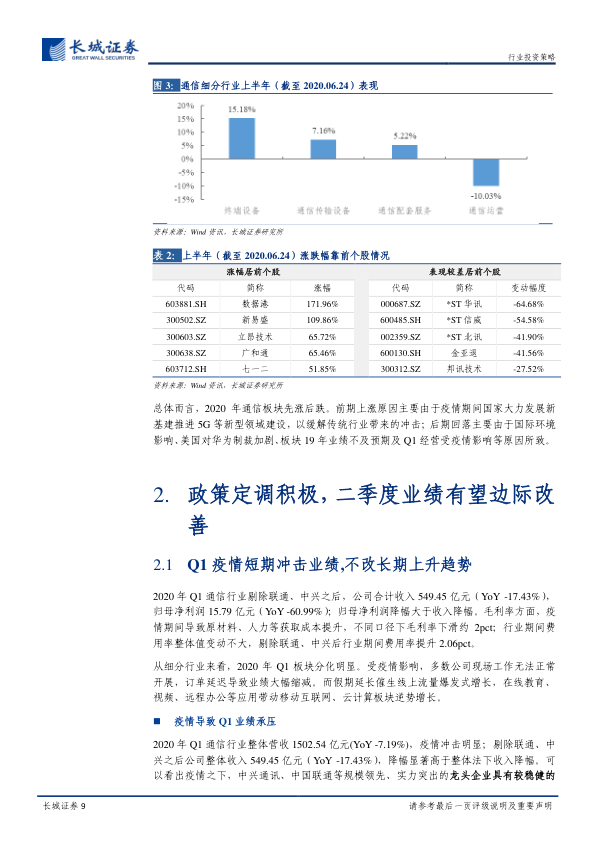 长城证券
GREAT WALL SECURITIES
行业投资策略
图 3: 通信细分行业上半年（截至 2020.06.24）表现
20%
15%
10%
5%
0%
-5%
-10%
-15%
15.18%
7.16%
5.22%
-10.03%
终端设备 通信传输设备 通信配套服务 通信运营
资料来源：Wind 资讯，长城证券研究所
表 2: 上半年（截至 2020.06.24）涨跌幅靠前个股情况
涨幅居前个股 表现较差居前个股
代码 简称 涨幅 代码 简称 变动幅度
603881.SH 数据港 171.96% 000687.SZ *ST 华讯 -64.68%
300502.SZ 新易盛 109.86% 600485.SH *ST 信威 -54.58%
300603.SZ 立昂技术 65.72% 002359.SZ *ST 北讯 -41.90%
300638.SZ 广和通 65.46% 600130.SH 金亚退 -41.56%
603712.SH 七一二 51.85% 300312.SZ 邦讯技术 -27.52%
资料来源：Wind 资讯，长城证券研究所
总体而言，2020 年通信板块先涨后跌。前期上涨原因主要由于疫情期间国家大力发展新
基建推进 5G 等新型领域建设，以缓解传统行业带来的冲击；后期回落主要由于国际环境
影响、美国对华为制裁加剧、板块 19 年业绩不及预期及 Q1 经营受疫情影响等原因所致。
2. 政策定调积极，二季度业绩有望边际改
善
2.1 Q1 疫情短期冲击业绩,不改长期上升趋势
2020 年 Q1 通信行业剔除联通、中兴之后，公司合计收入 549.45 亿元（YoY -17.43%），
归母净利润 15.79 亿元（YoY -60.99%）；归母净利润降幅大于收入降幅。毛利率方面，疫
情期间导致原材料、人力等获取成本提升，不同口径下毛利率下滑约 2pct；行业期间费
用率整体值变动不大，剔除联通、中兴后行业期间费用率提升 2.06pct。
从细分行业来看，2020 年 Q1 板块分化明显。受疫情影响，多数公司现场工作无法正常
开展，订单延迟导致业绩大幅缩减。而假期延长催生线上流量爆发式增长，在线教育、
视频、远程办公等应用带动移动互联网、云计算板块逆势增长。
■ 疫情导致 Q1 业绩承压
2020 年 Q1 通信行业整体营收 1502.54 亿元(YoY -7.19%)，疫情冲击明显；剔除联通、中
兴之后公司整体收入 549.45 亿元（YoY -17.43%），降幅显著高于整体法下收入降幅。可
以看出疫情之下，中兴通讯、中国联通等规模领先、实力突出的龙头企业具有较稳健的
长城证券 9
请参考最后一页评级说明及重要声明